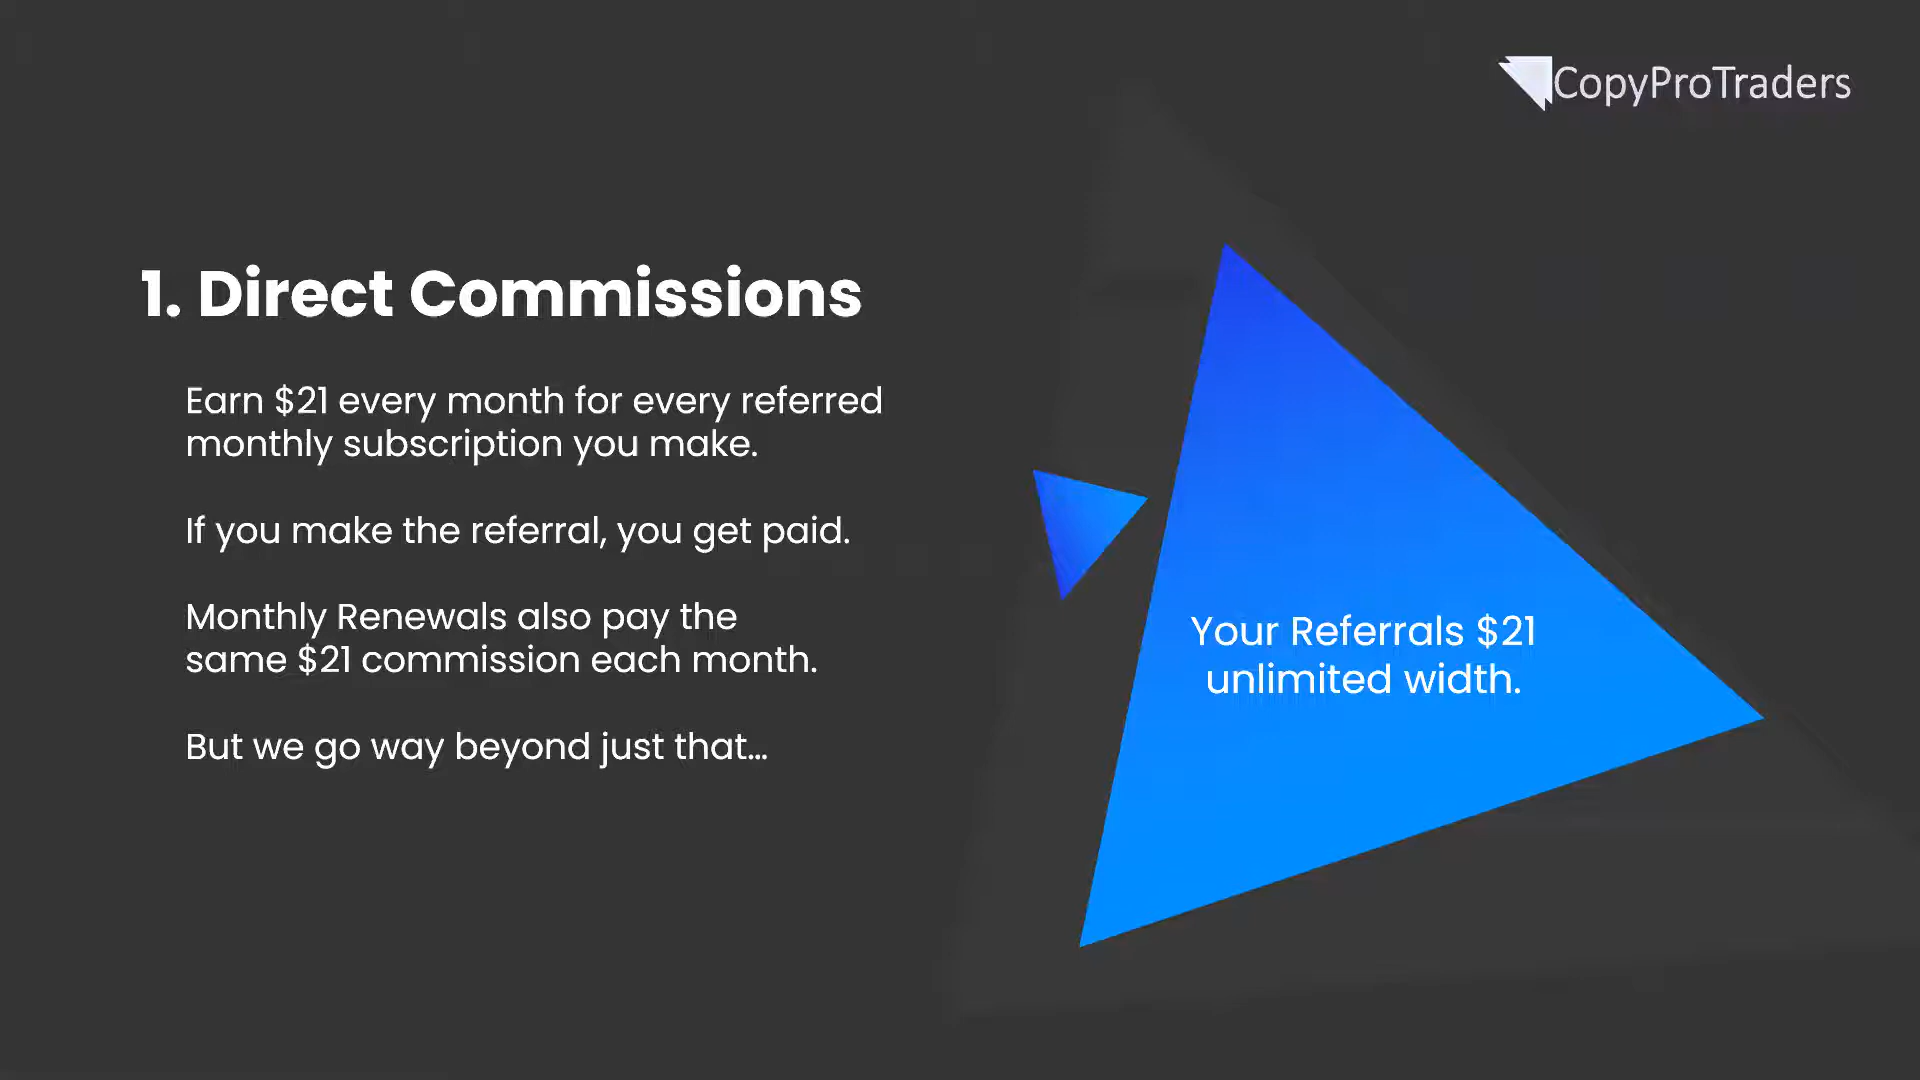 CopyProTraders
1. Direct Commissions
Earn $21 every month for every referred
monthly subscription you make.
If you make the referral, you get paid.
Monthly Renewals also pay the
same $21 commission each month.
But we go way beyond just that...
Your Referrals $21
unlimited width.